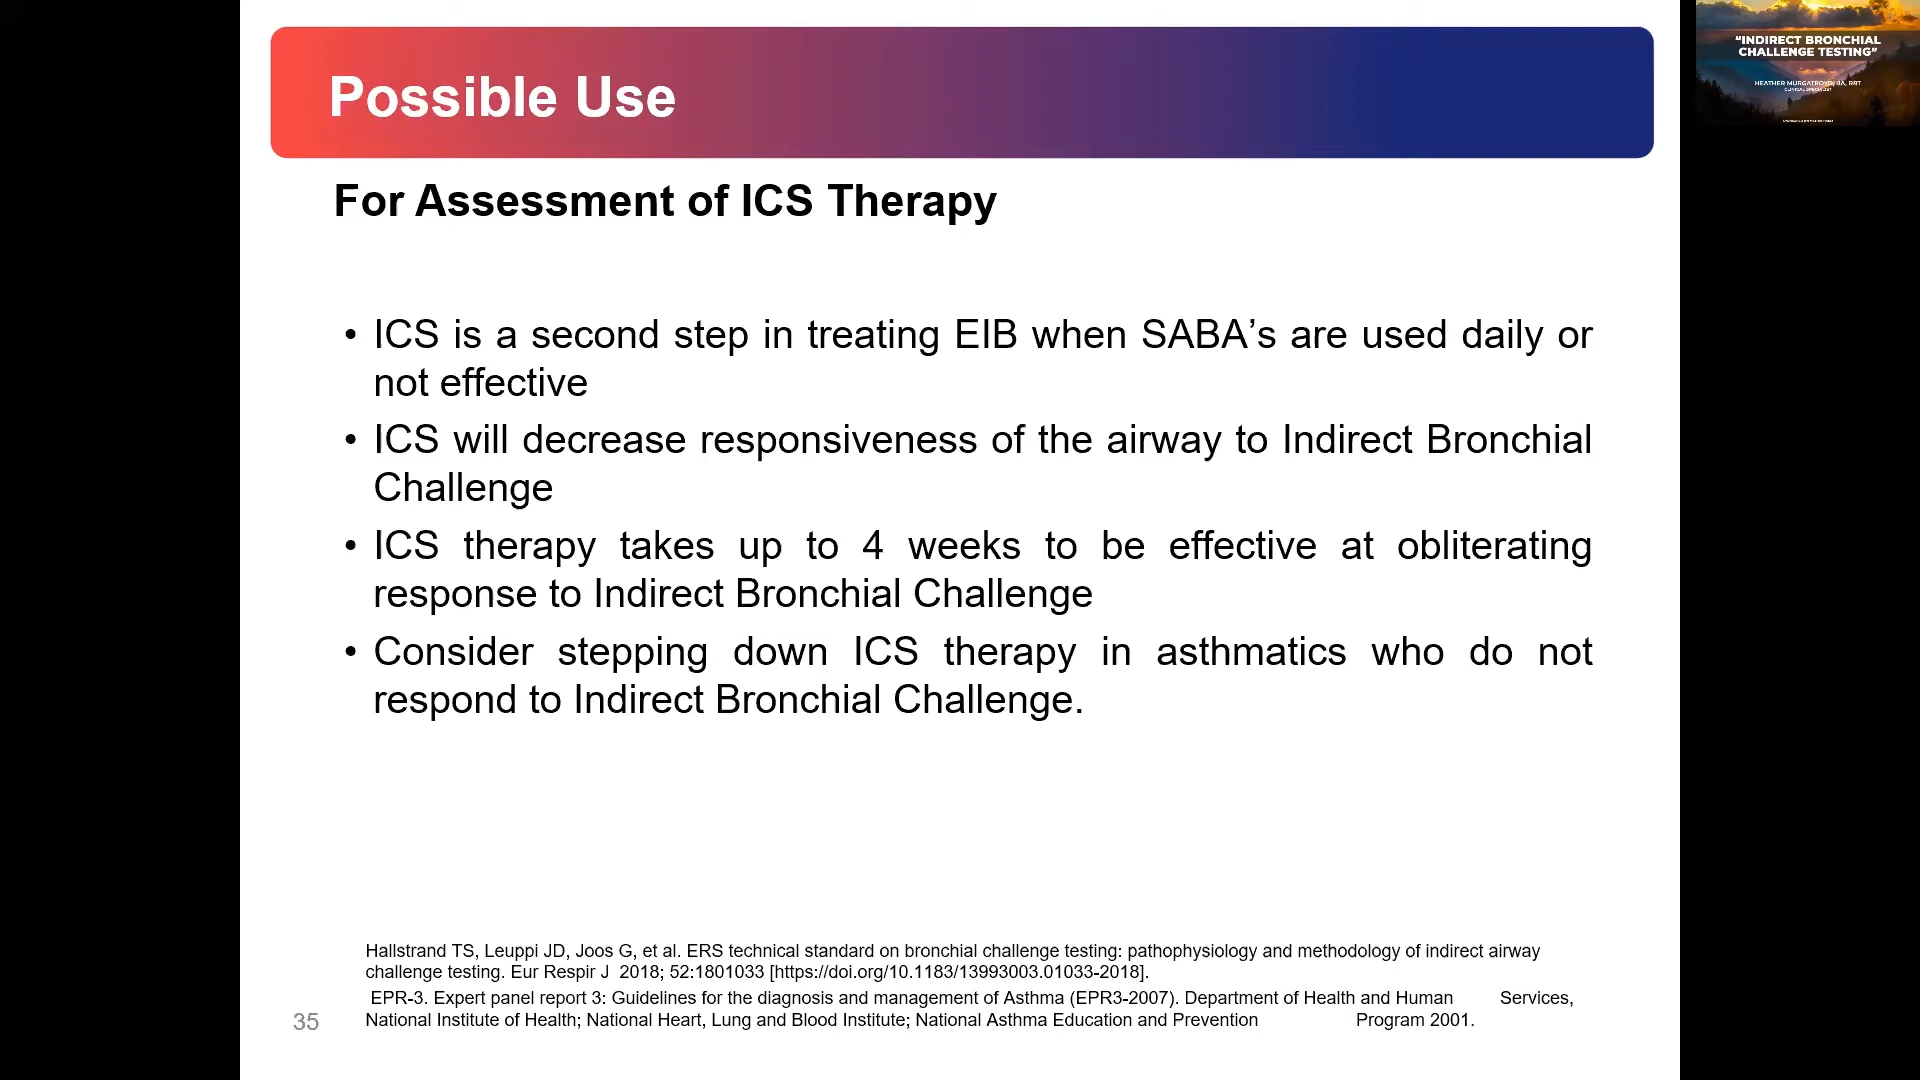 Possible Use
For Assessment of ICS Therapy
• ICS is a second step in treating EIB when SABA’s are used daily or
not effective
• ICS will decrease responsiveness of the airway to Indirect Bronchial
Challenge
• ICS therapy takes up to 4 weeks to be effective at obliterating
response to Indirect Bronchial Challenge
• Consider stepping down ICS therapy in asthmatics who do not
respond to Indirect Bronchial Challenge.
Hallstrand TS, Leuppi JD, Joos G, et al. ERS technical standard on bronchial challenge testing: pathophysiology and methodology of indirect airway
challenge testing. Eur Respir J 2018; 52:1801033 [https://doi.org/10.1183/13993003.01033-2018].
EPR-3. Expert panel report 3: Guidelines for the diagnosis and management of Asthma (EPR3-2007). Department of Health and Human Services,
National Institute of Health; National Heart, Lung and Blood Institute; National Asthma Education and Prevention Program 2001.
35
“INDIRECT BRONCHIAL
CHALLENGE TESTING”
HEATHER MURGATROYD, BA, RRT
CLINICAL SPECIALIST